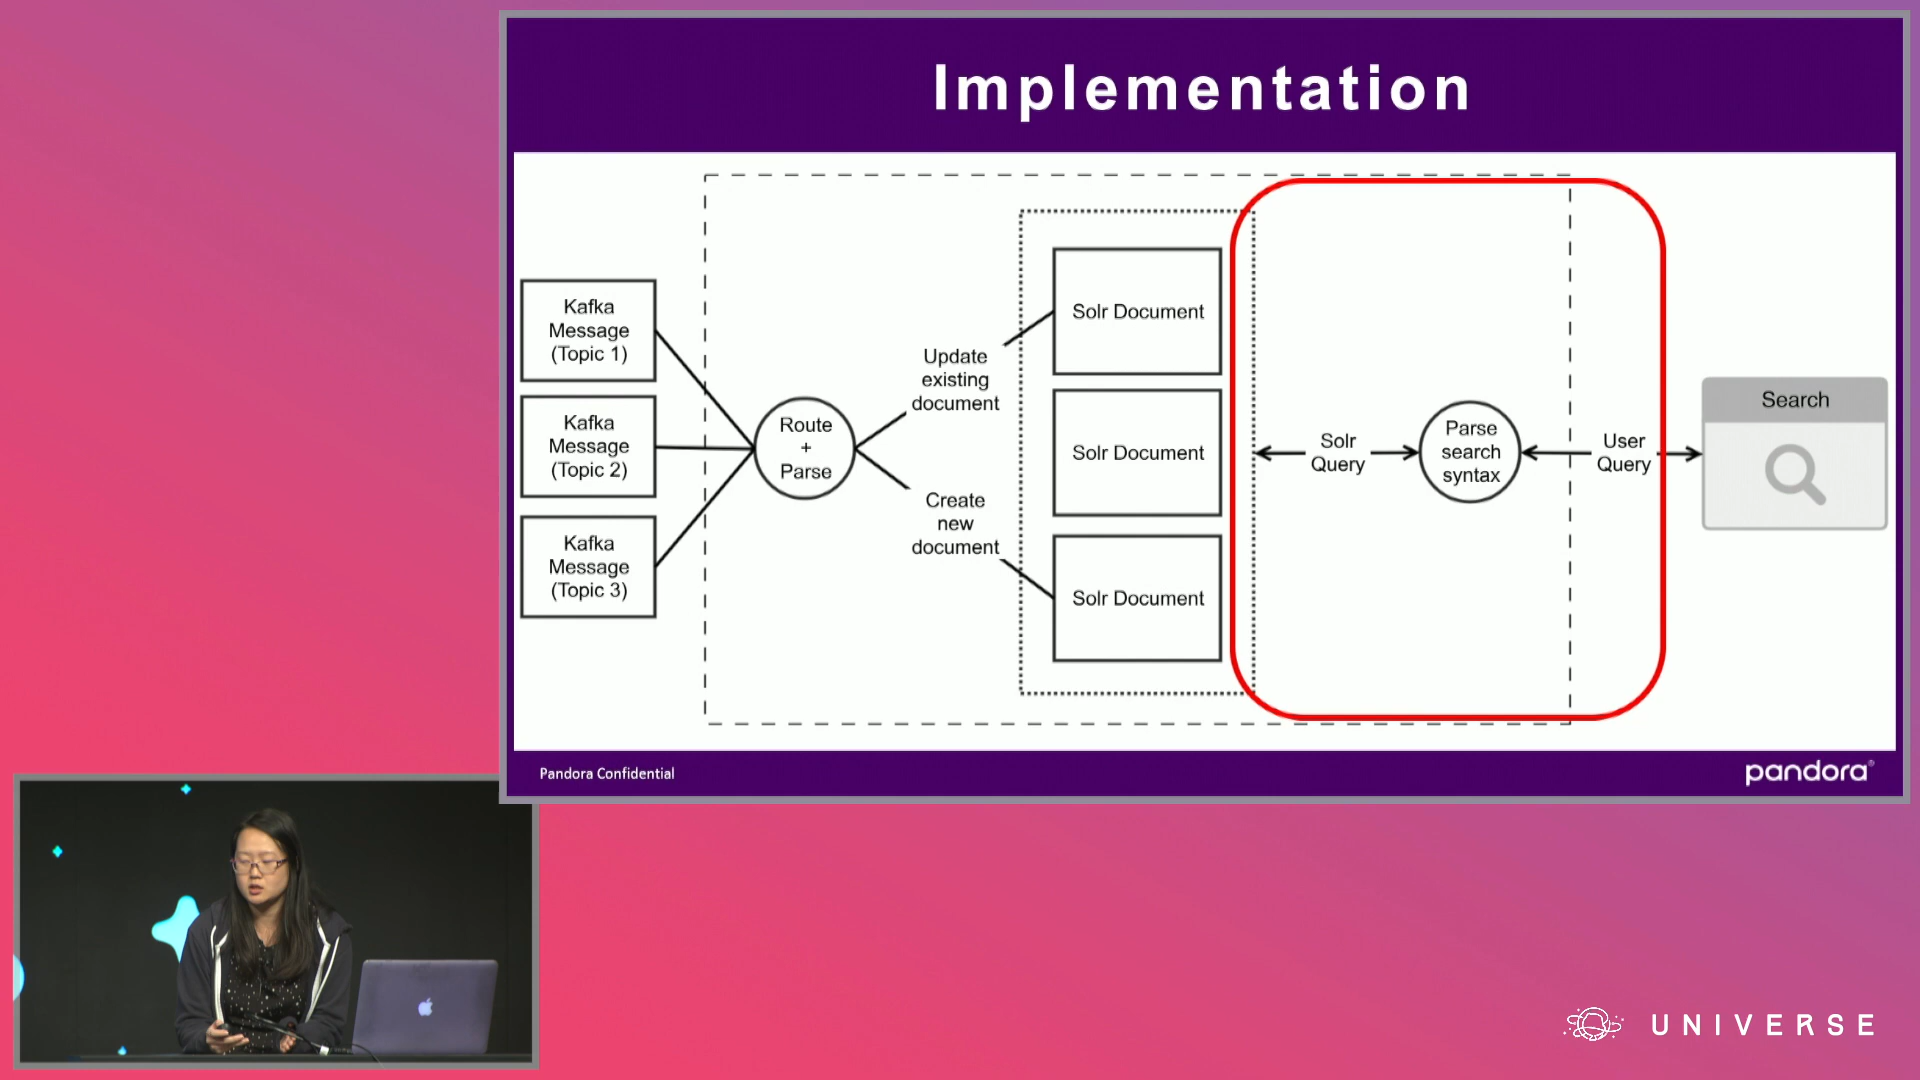 Implementation
Kafka
Message
(Topic 1)
Kafka
Message
(Topic 2)
Kafka
Message
(Topic 3)
Route
+
Parse
Update
existing
document
Create
new
document
Solr Document
Solr Document
Solr Document
Solr
Query
Parse
search
syntax
User
Query
Search
Pandora Confidential
pandora®
UNIVERSE